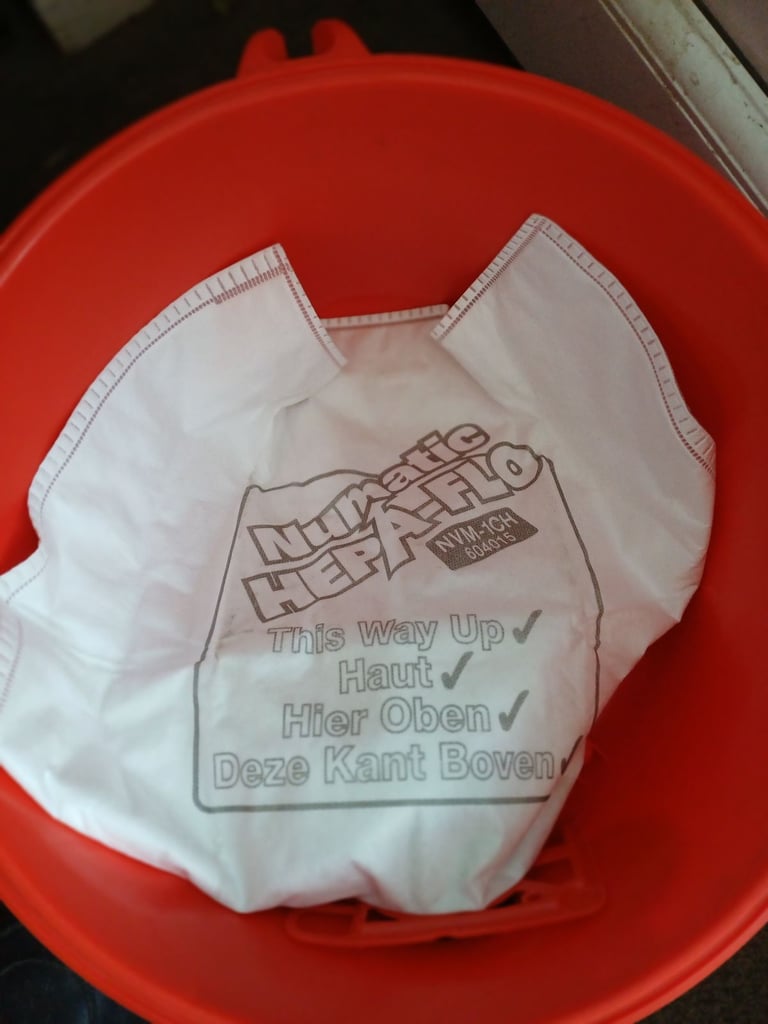 Numatic
HEPA-FLO
NVM-1CH
604015
This Way Up ✓
Haut ✓
Hier Oben ✓
Deze Kant Boven ✓